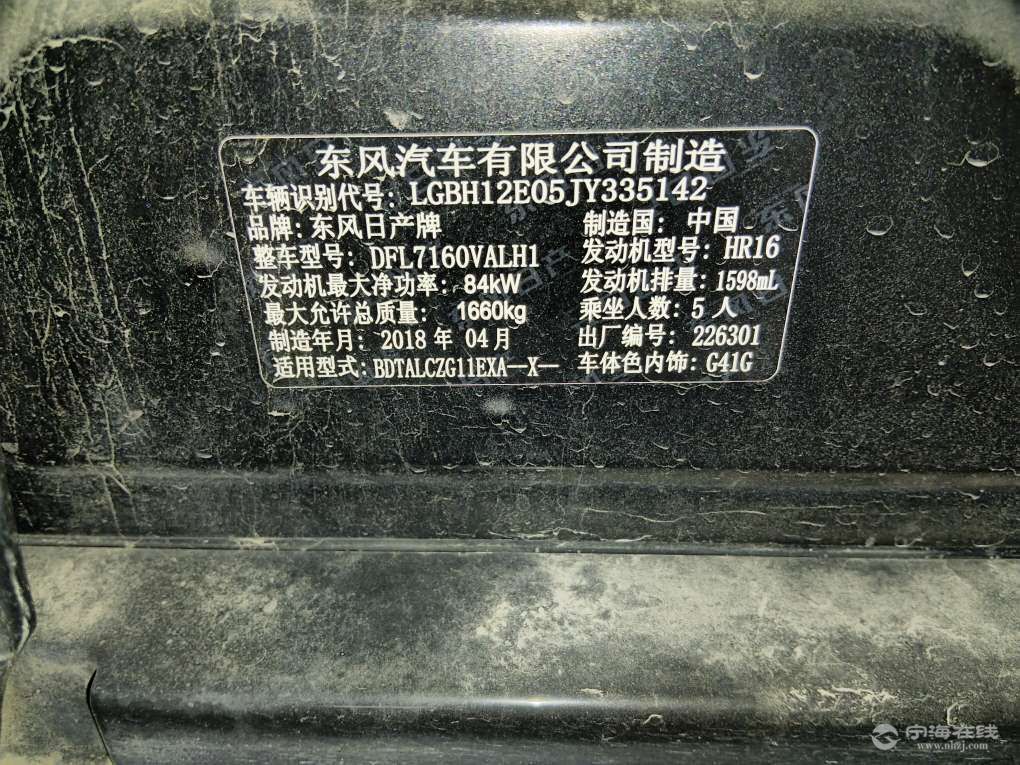 东风汽车有限公司制造
车辆识别代号: LGBH12E05JY335142
品牌: 东风日产牌 制造国: 中国
整车型号: DFL7160VALH1 发动机型号: HR16
发动机最大净功率: 84kW 发动机排量: 1598mL
最大允许总质量: 1660kg 乘坐人数: 5 人
制造年月: 2018 年 04 月 出厂编号: 226301
适用型式: BDTALCZG11EXA—X— 车体色内饰: G41G
宁海在线
www.nhzj.com